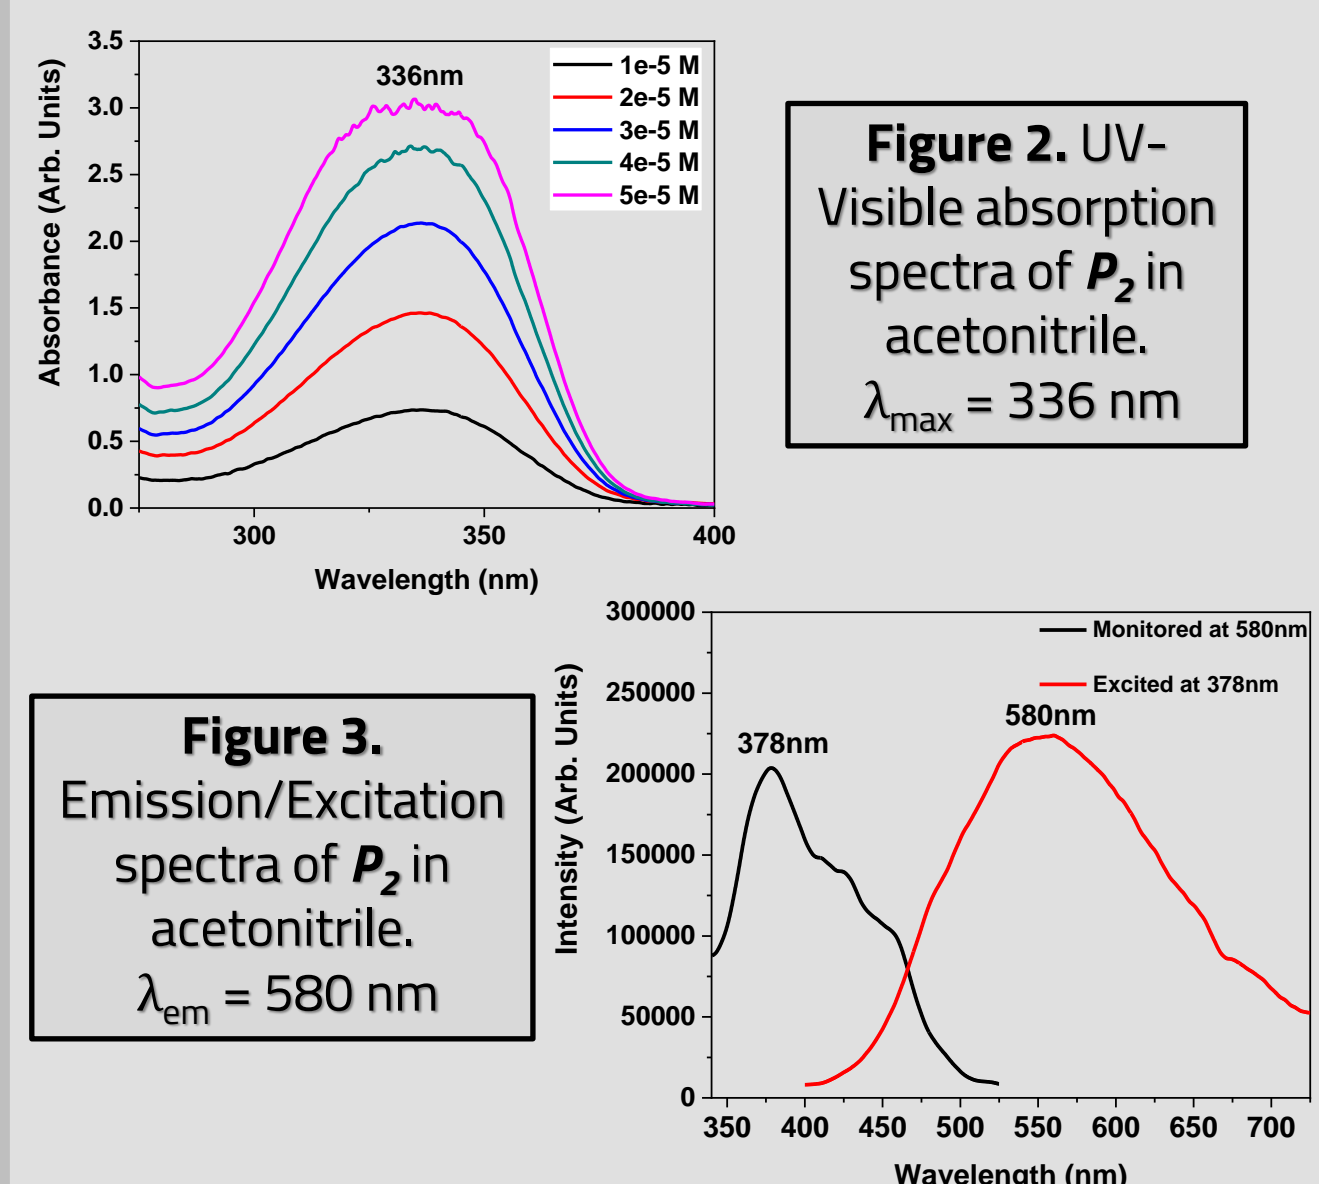 3.5
3.0
2.5
2.0
1.5
1.0
0.5
0.0
Absorbance (Arb. Units)
336nm
1e-5 M
2e-5 M
3e-5 M
4e-5 M
5e-5 M
300 350 400
Wavelength (nm)
Figure 2. UV-
Visible absorption
spectra of P₂ in
acetonitrile.
λmax = 336 nm
Figure 3.
Emission/Excitation
spectra of P₂ in
acetonitrile.
λem = 580 nm
300000
250000
200000
150000
100000
50000
0
Intensity (Arb. Units)
Monitored at 580nm
Excited at 378nm
378nm
580nm
350 400 450 500 550 600 650 700
Wavelength (nm)